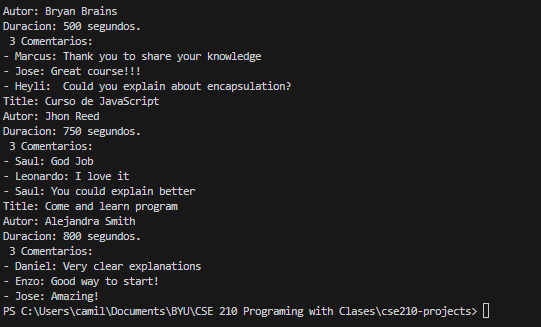 Autor: Bryan Brains
Duracion: 500 segundos.
 3 Comentarios:
- Marcus: Thank you to share your knowledge
- Jose: Great course!!!
- Heyli:  Could you explain about encapsulation?
Title: Curso de JavaScript
Autor: Jhon Reed
Duracion: 750 segundos.
 3 Comentarios:
- Saul: God Job
- Leonardo: I love it
- Saul: You could explain better
Title: Come and learn program
Autor: Alejandra Smith
Duracion: 800 segundos.
 3 Comentarios:
- Daniel: Very clear explanations
- Enzo: Good way to start!
- Jose: Amazing!
PS C:\Users\camil\Documents\BYU\CSE 210 Programing with Clases\cse210-projects>